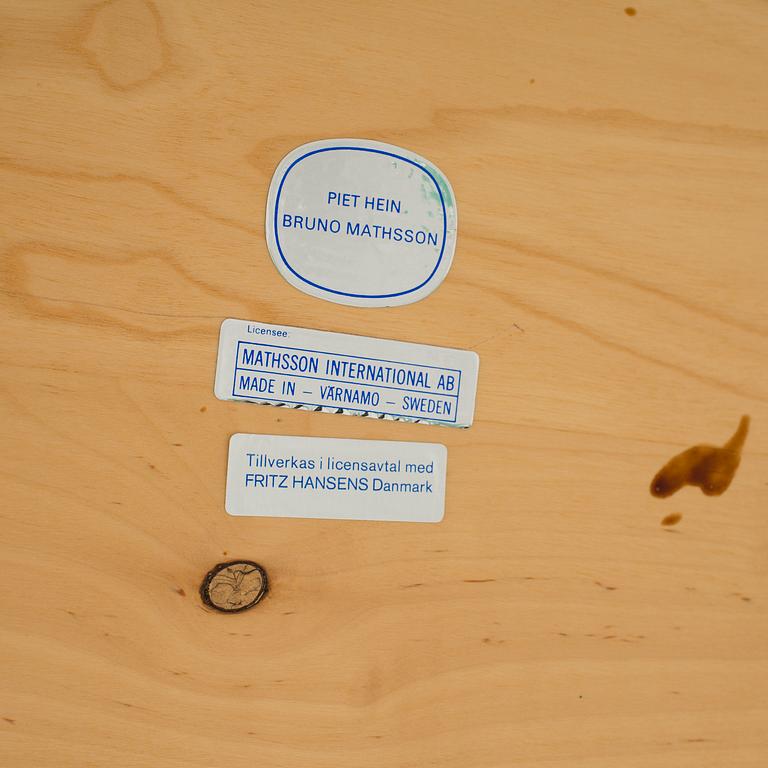 PIET HEIN
BRUNO MATHSSON
Licensee:
MATHSSON INTERNATIONAL AB
MADE IN – VÄRNAMO – SWEDEN
Tillverkas i licensavtal med
FRITZ HANSENS Danmark